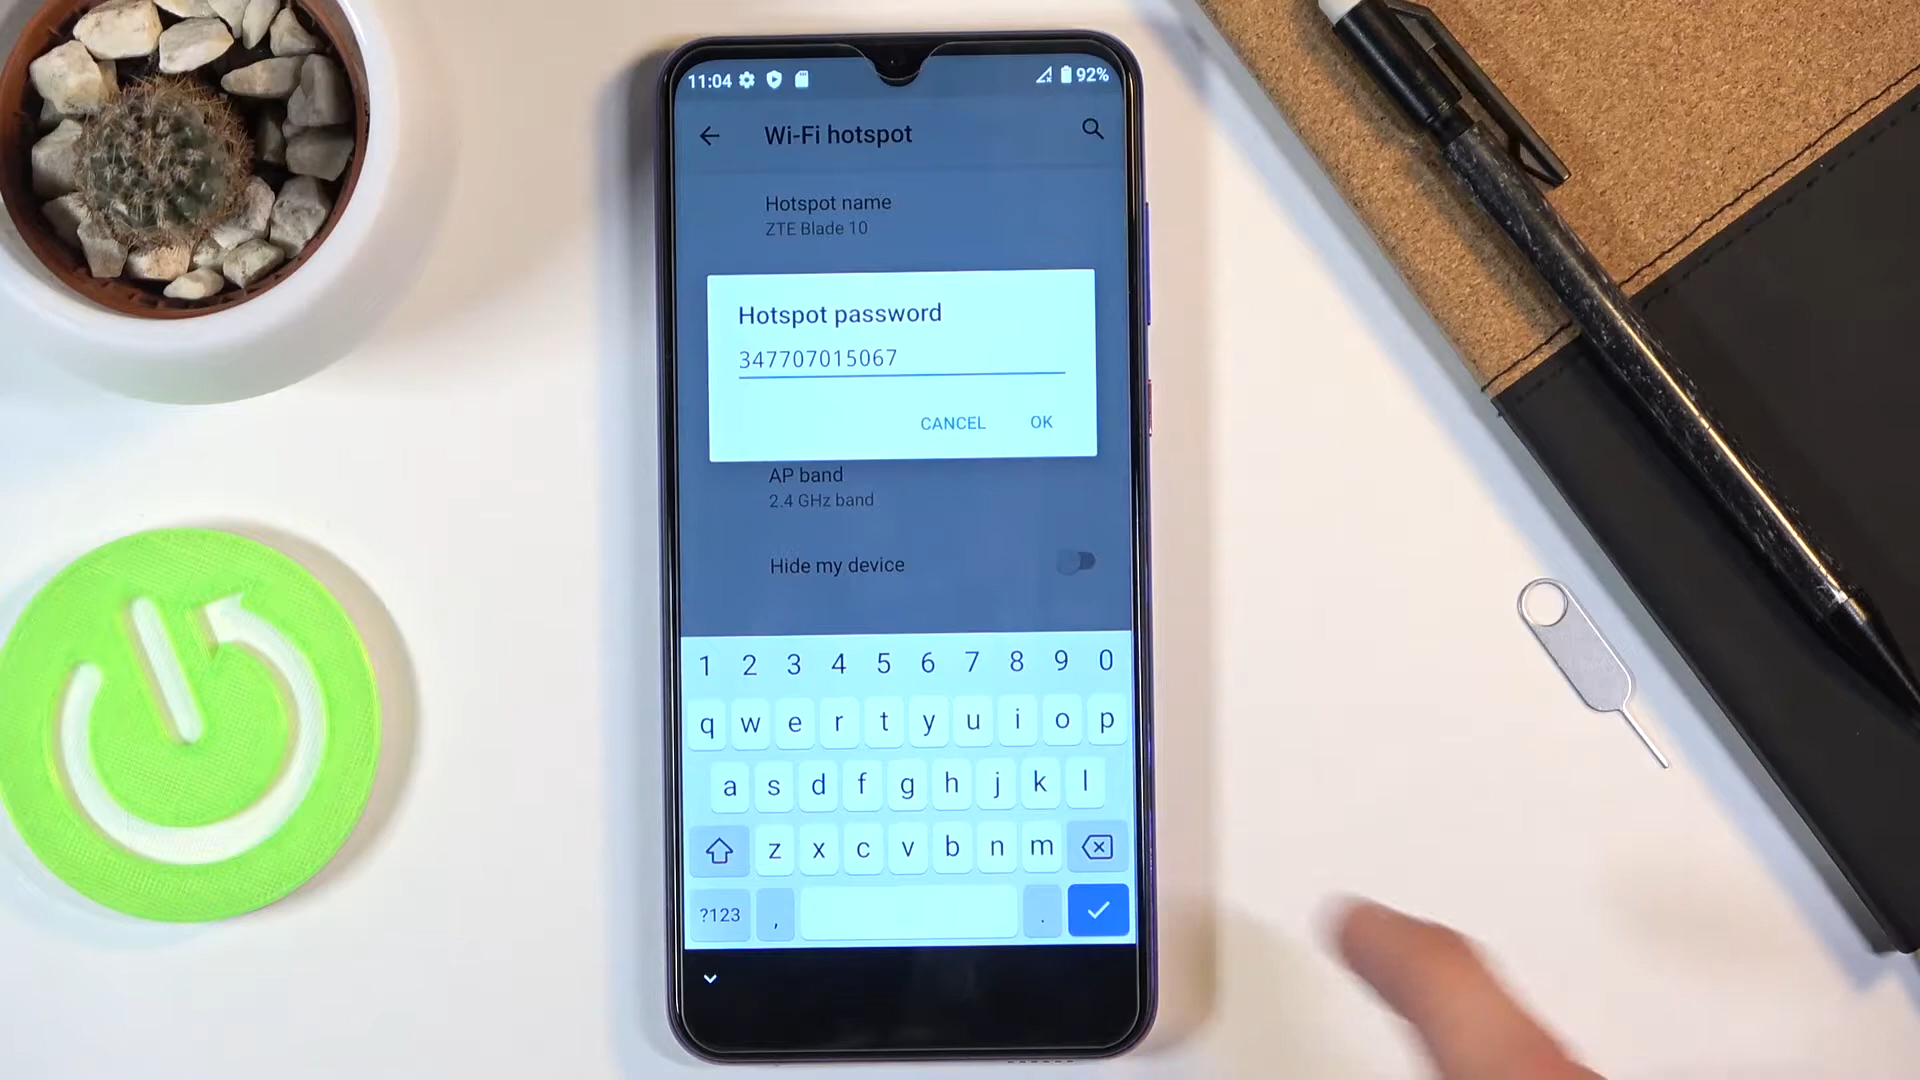 11:04 92%
Wi-Fi hotspot
Hotspot name
ZTE Blade 10
Hotspot password
347707015067
CANCEL OK
AP band
2.4 GHz band
Hide my device
1 2 3 4 5 6 7 8 9 0
q w e r t y u i o p
a s d f g h j k l
z x c v b n m
?123 , .